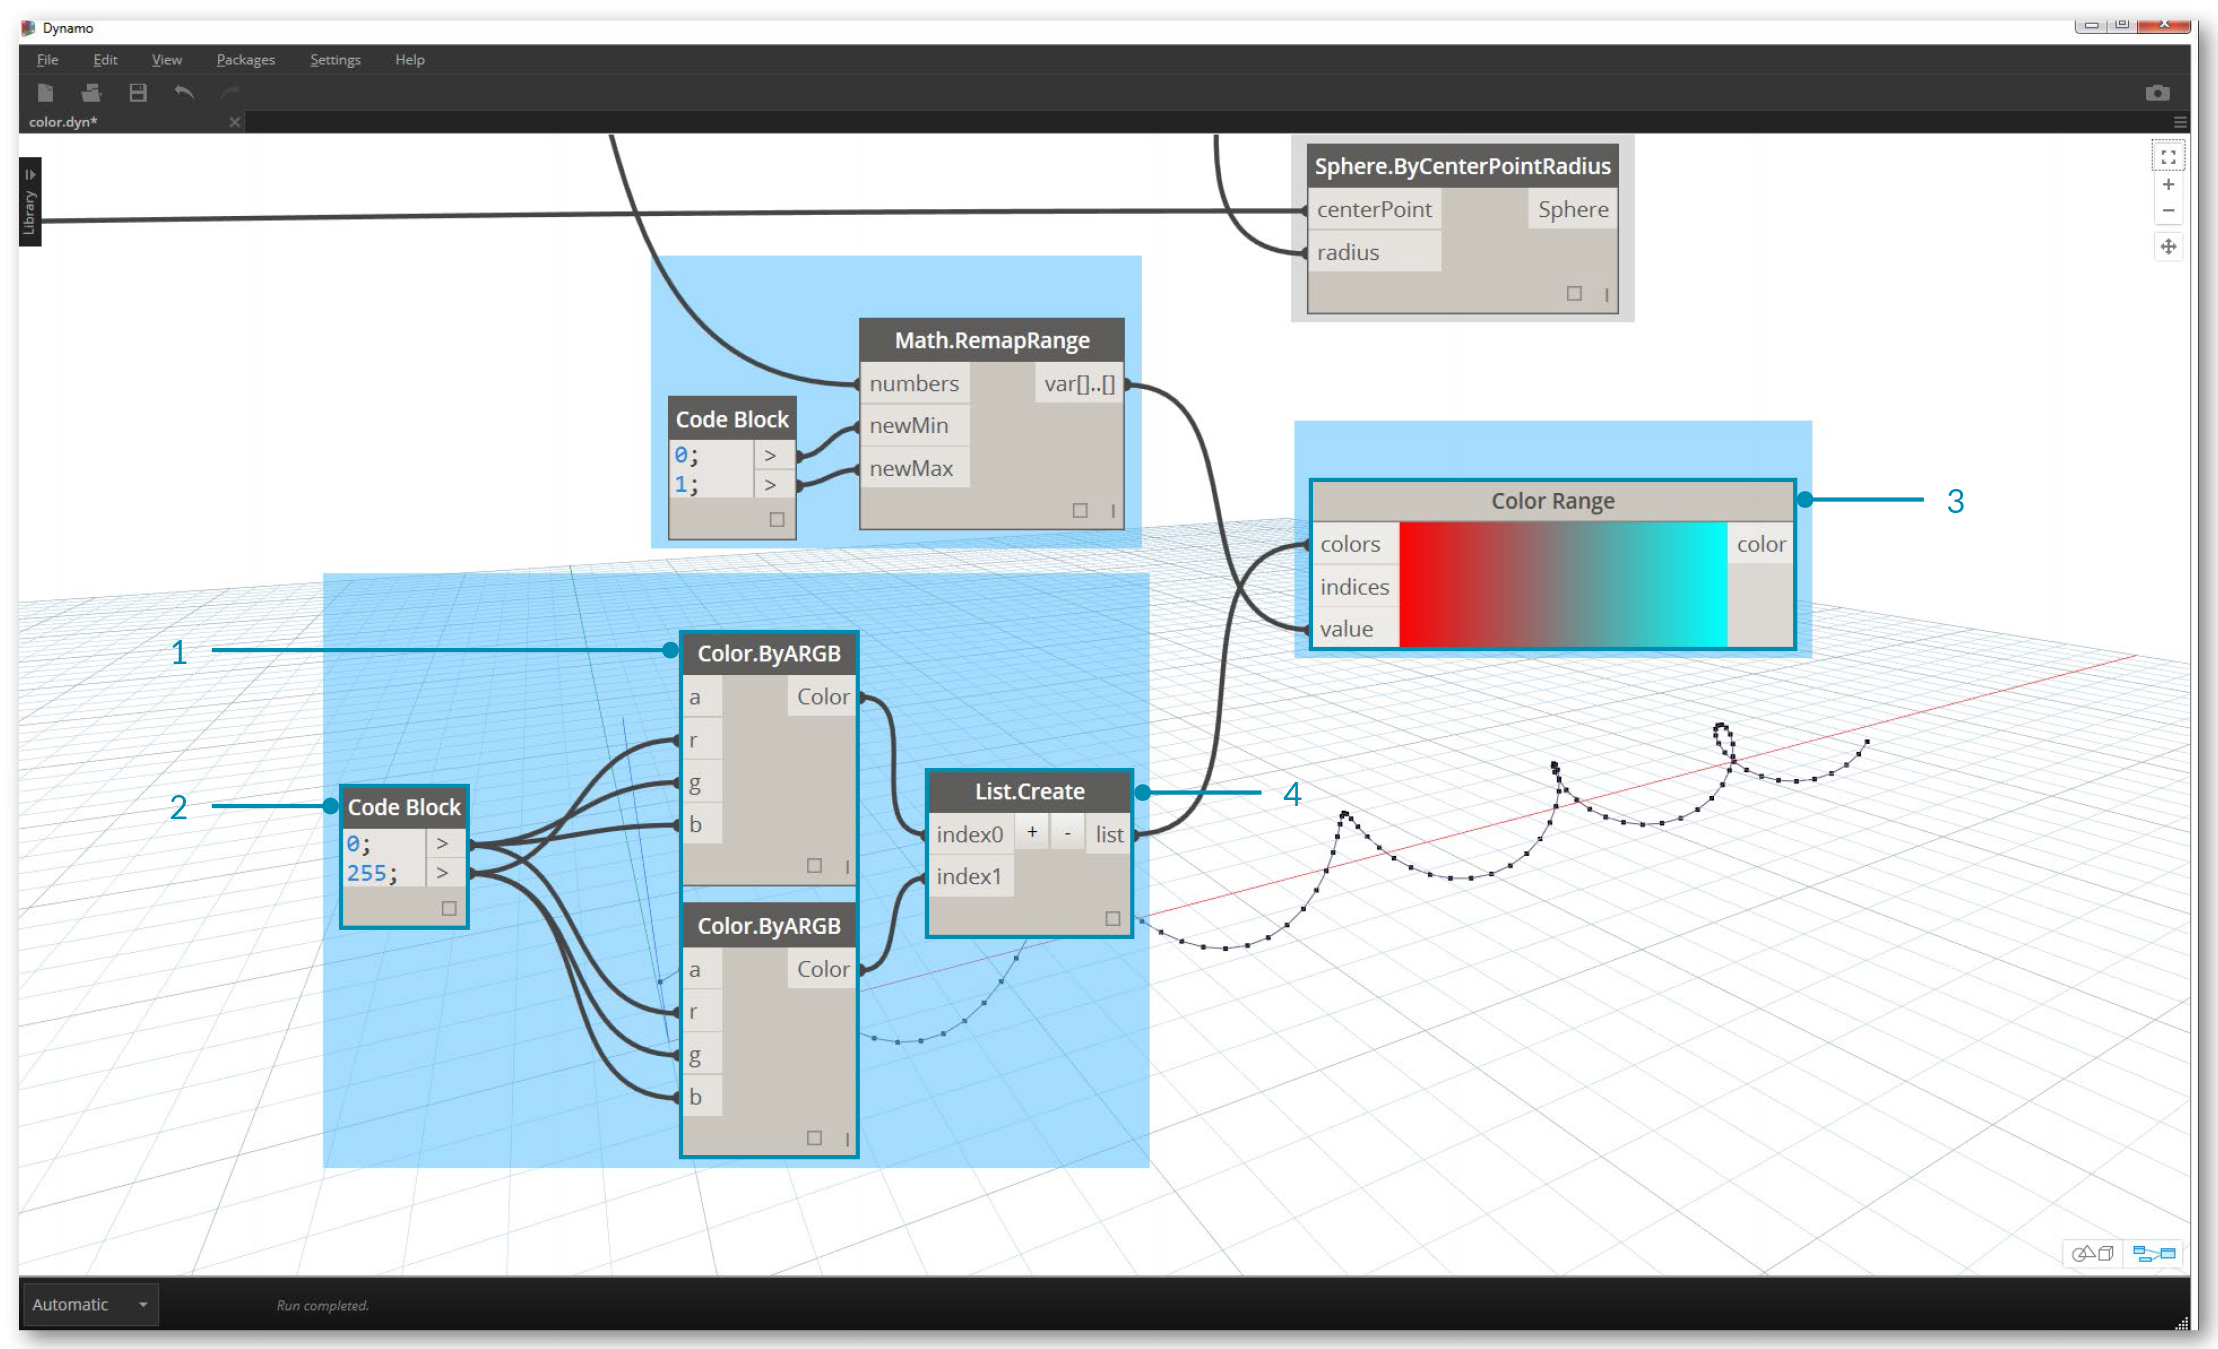 Dynamo
File Edit View Packages Settings Help
color.dyn*
Library
Sphere.ByCenterPointRadius
centerPoint Sphere
radius
Math.RemapRange
numbers var[]..[]
newMin
newMax
Code Block
0; >
1; >
Color Range
colors color
indices
value
3
1
Color.ByARGB
a Color
r
g
b
2
Code Block
0; >
255; >
List.Create
index0 + - list
index1
4
Color.ByARGB
a Color
r
g
b
Automatic
Run completed.